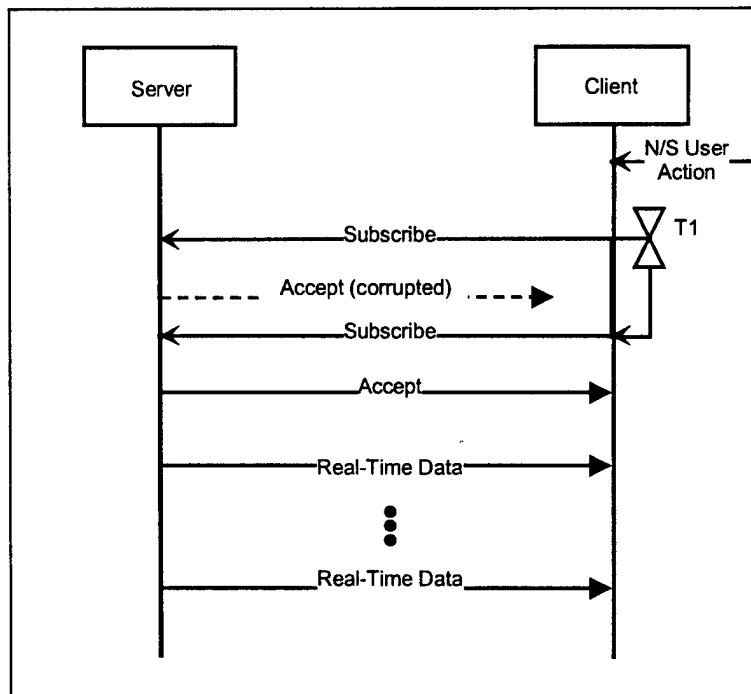 Server
Client
N/S User
Action
T1
Subscribe
Accept (corrupted)
Subscribe
Accept
Real-Time Data
Real-Time Data